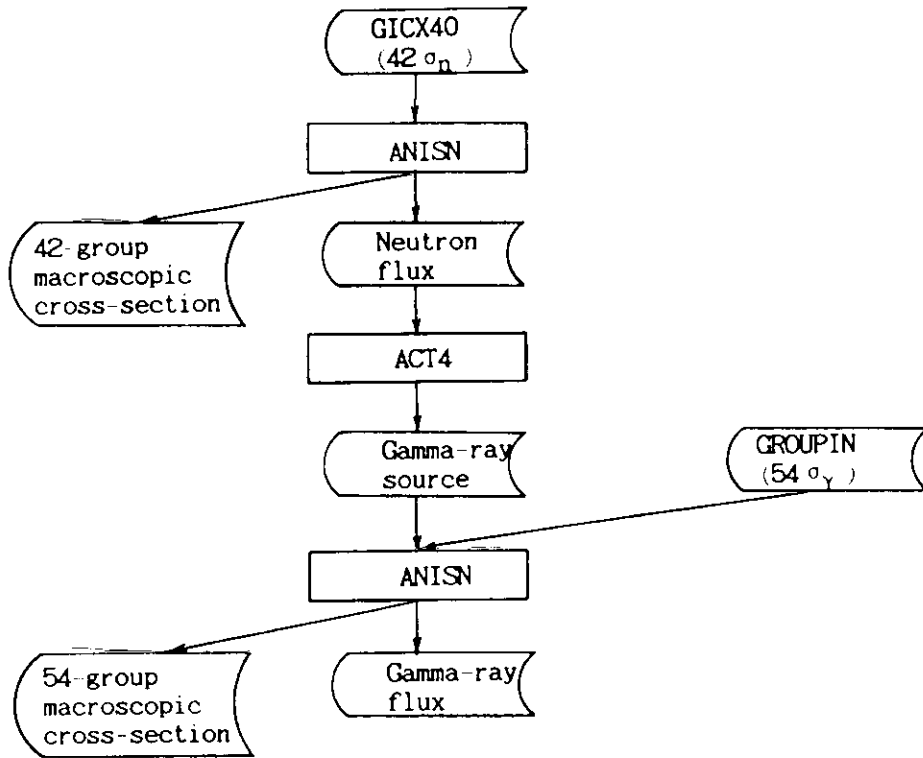 GICX40
(42 σn)
ANISN
42-group
macroscopic
cross-section
Neutron
flux
ACT4
Gamma-ray
source
GROUPIN
(54 σγ)
ANISN
54-group
macroscopic
cross-section
Gamma-ray
flux